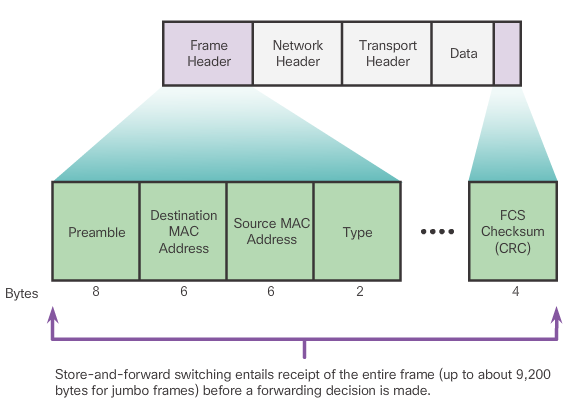 Frame
Header
Network
Header
Transport
Header
Data
Preamble
Destination
MAC
Address
Source MAC
Address
Type
FCS
Checksum
(CRC)
Bytes
8
6
6
2
4
Store-and-forward switching entails receipt of the entire frame (up to about 9,200
bytes for jumbo frames) before a forwarding decision is made.